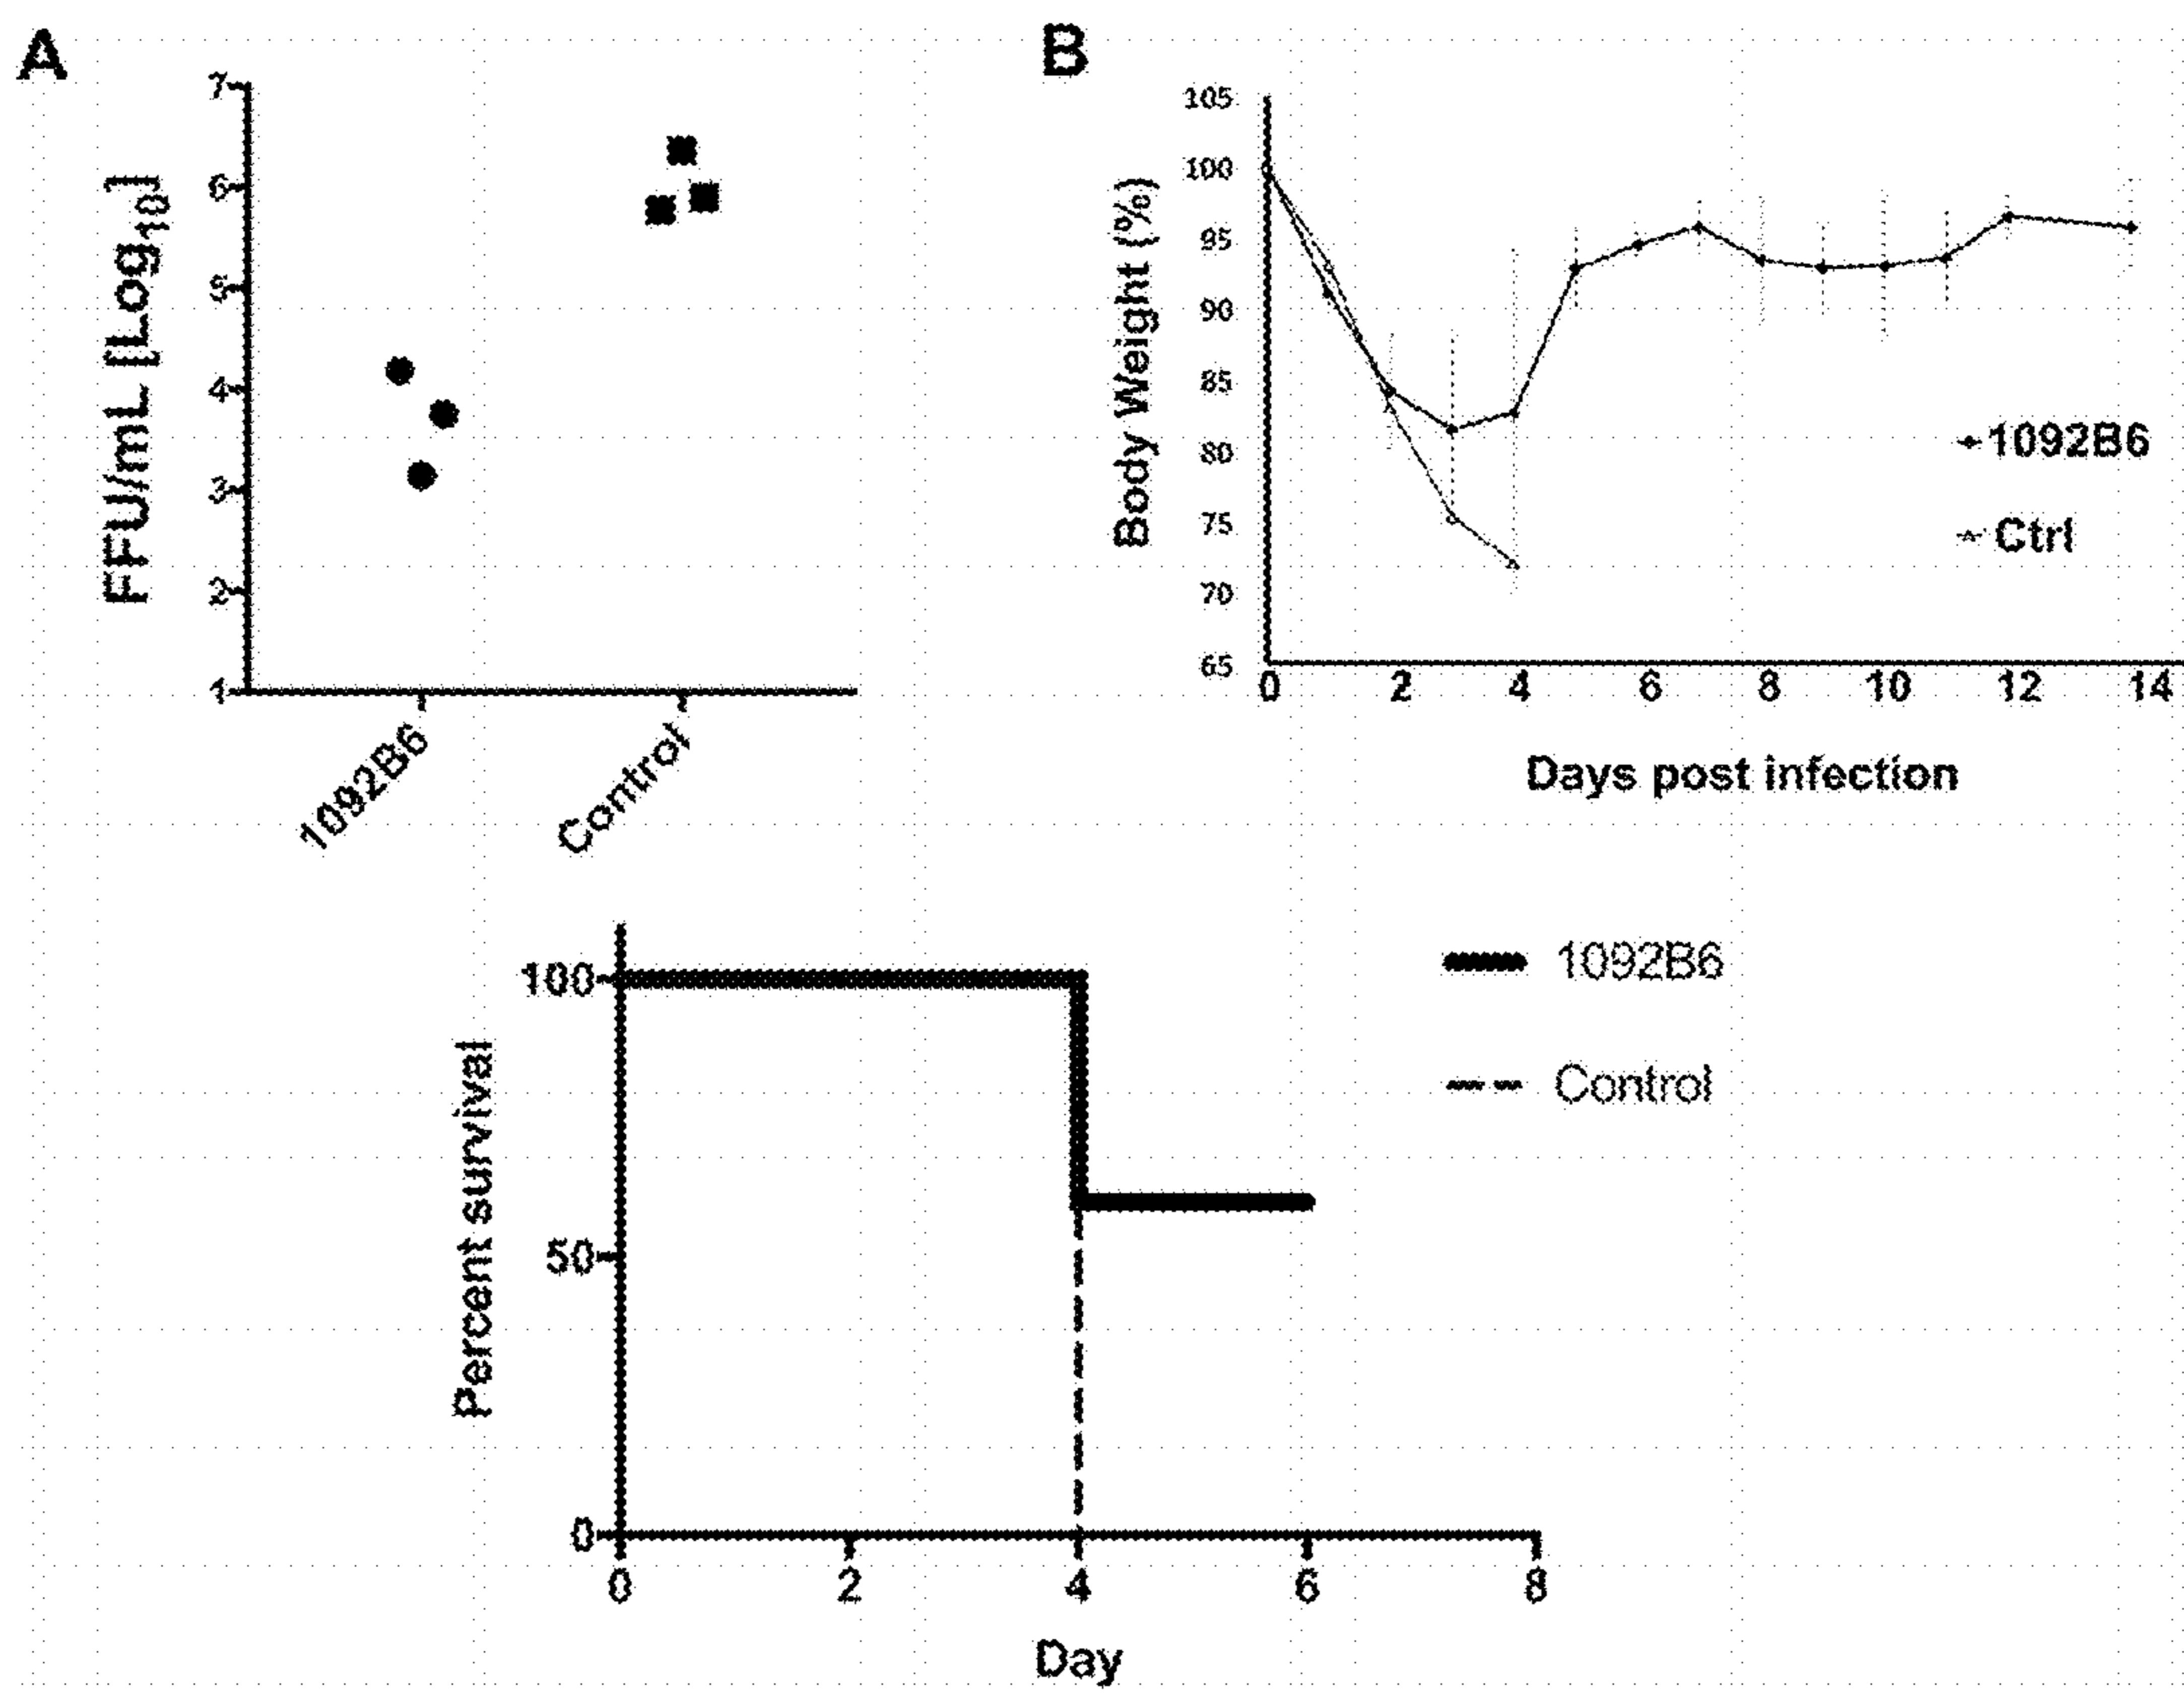 A
7
6
5
4
3
2
1
FFU/mL [Log10]
1092B6
Control
B
105
100
95
90
85
80
75
70
65
Body Weight (%)
1092B6
Ctrl
0 2 4 6 8 10 12 14
Days post infection
100
50
0
Percent survival
1092B6
Control
0 2 4 6 8
Day